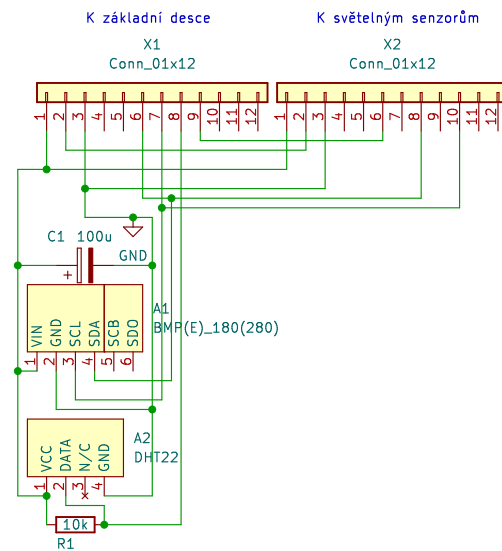 K základní desce
K světelným senzorům
X1
Conn_01x12
X2
Conn_01x12
1 2 3 4 5 6 7 8 9 10 11 12
1 2 3 4 5 6 7 8 9 10 11 12
C1 100u
GND
+
A1
BMP(E)_180(280)
VIN GND SCL SDA SCB SDO
1 2 3 4 5 6
A2
DHT22
VCC DATA N/C GND
1 2 3 4
10k
R1